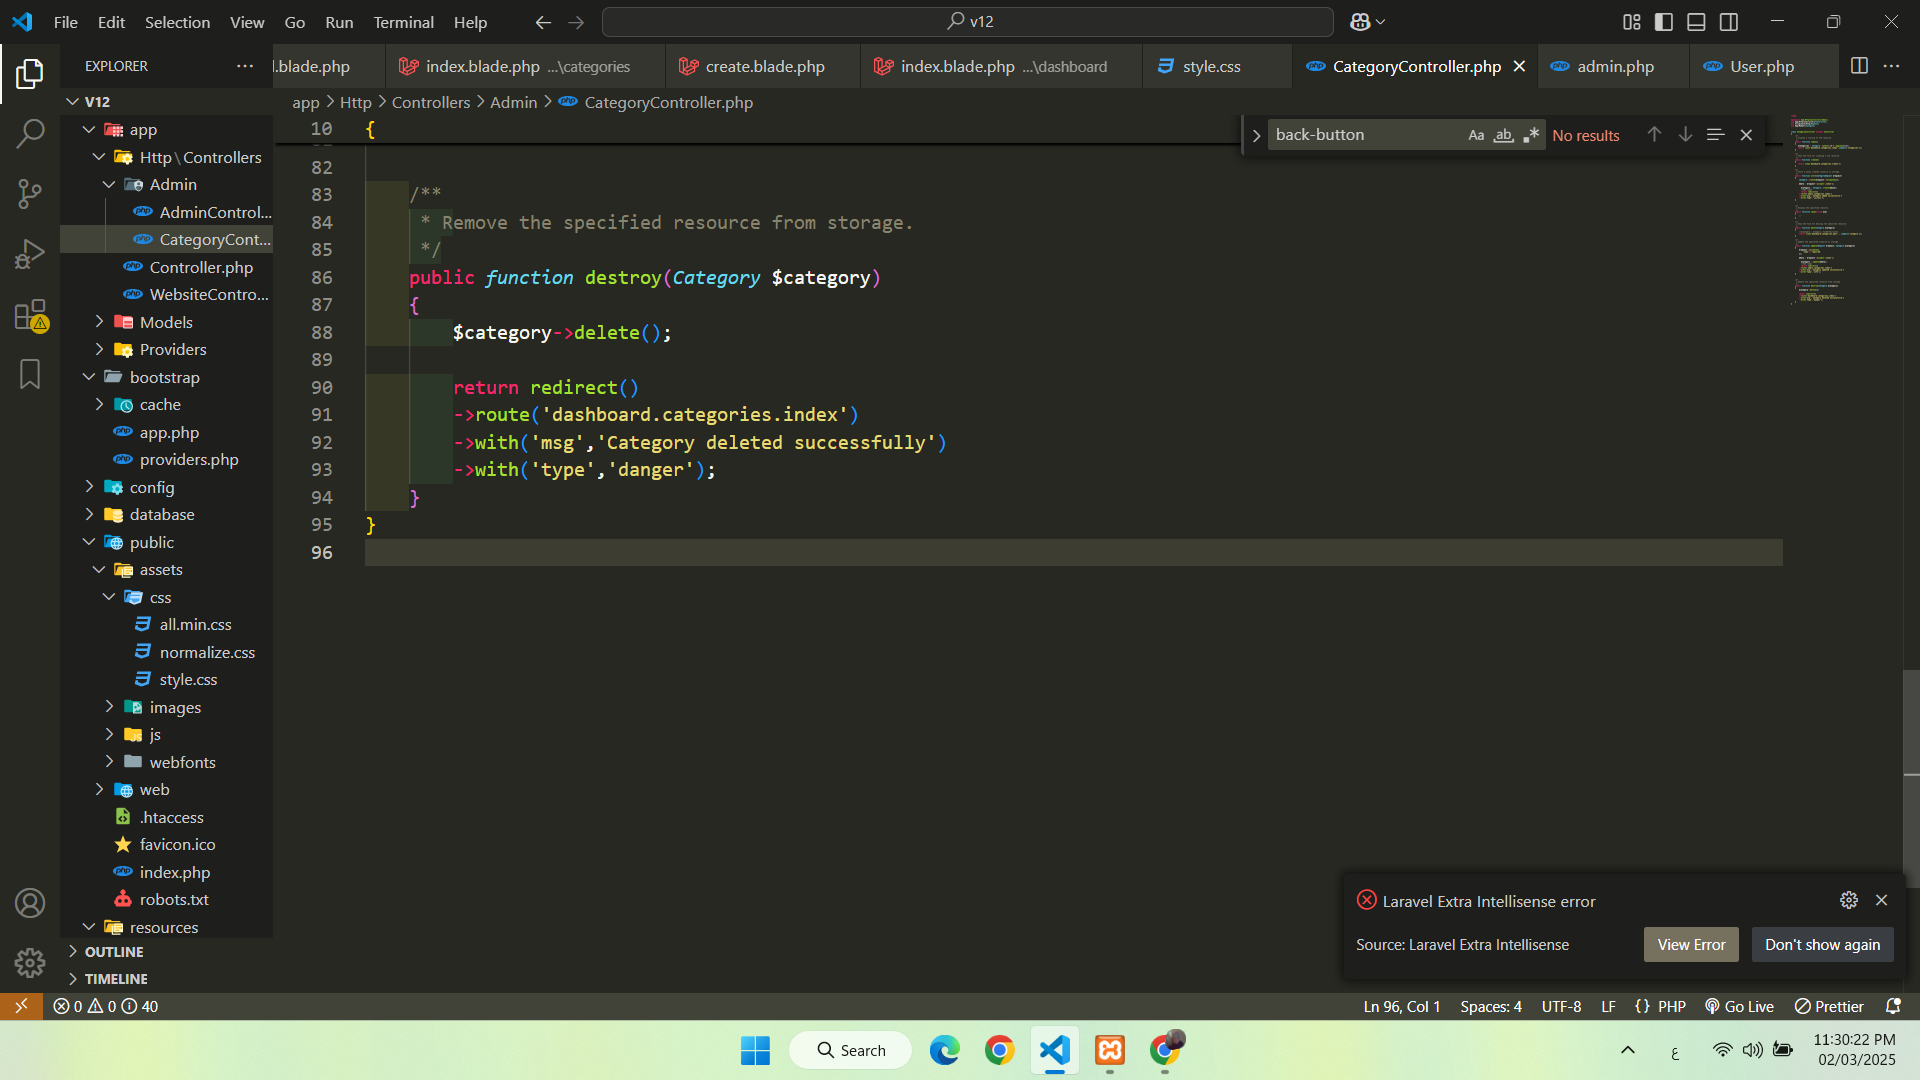 File Edit Selection View Go Run Terminal Help
v12
EXPLORER
l.blade.php
index.blade.php ...\categories
create.blade.php
index.blade.php ...\dashboard
style.css
CategoryController.php
admin.php
User.php
V12
app
Http\Controllers
Admin
AdminControl...
CategoryCont...
Controller.php
WebsiteContro...
Models
Providers
bootstrap
cache
app.php
providers.php
config
database
public
assets
css
all.min.css
normalize.css
style.css
images
js
webfonts
web
.htaccess
favicon.ico
index.php
robots.txt
resources
OUTLINE
TIMELINE
app > Http > Controllers > Admin > CategoryController.php
back-button Aa ab No results
10 {
82
83 /**
84 * Remove the specified resource from storage.
85 */
86 public function destroy(Category $category)
87 {
88 $category->delete();
89
90 return redirect()
91 ->route('dashboard.categories.index')
92 ->with('msg','Category deleted successfully')
93 ->with('type','danger');
94 }
95 }
96
Laravel Extra Intellisense error
Source: Laravel Extra Intellisense
View Error
Don't show again
0 0 40
Ln 96, Col 1 Spaces: 4 UTF-8 LF {} PHP Go Live Prettier
Search
ع
11:30:22 PM
02/03/2025